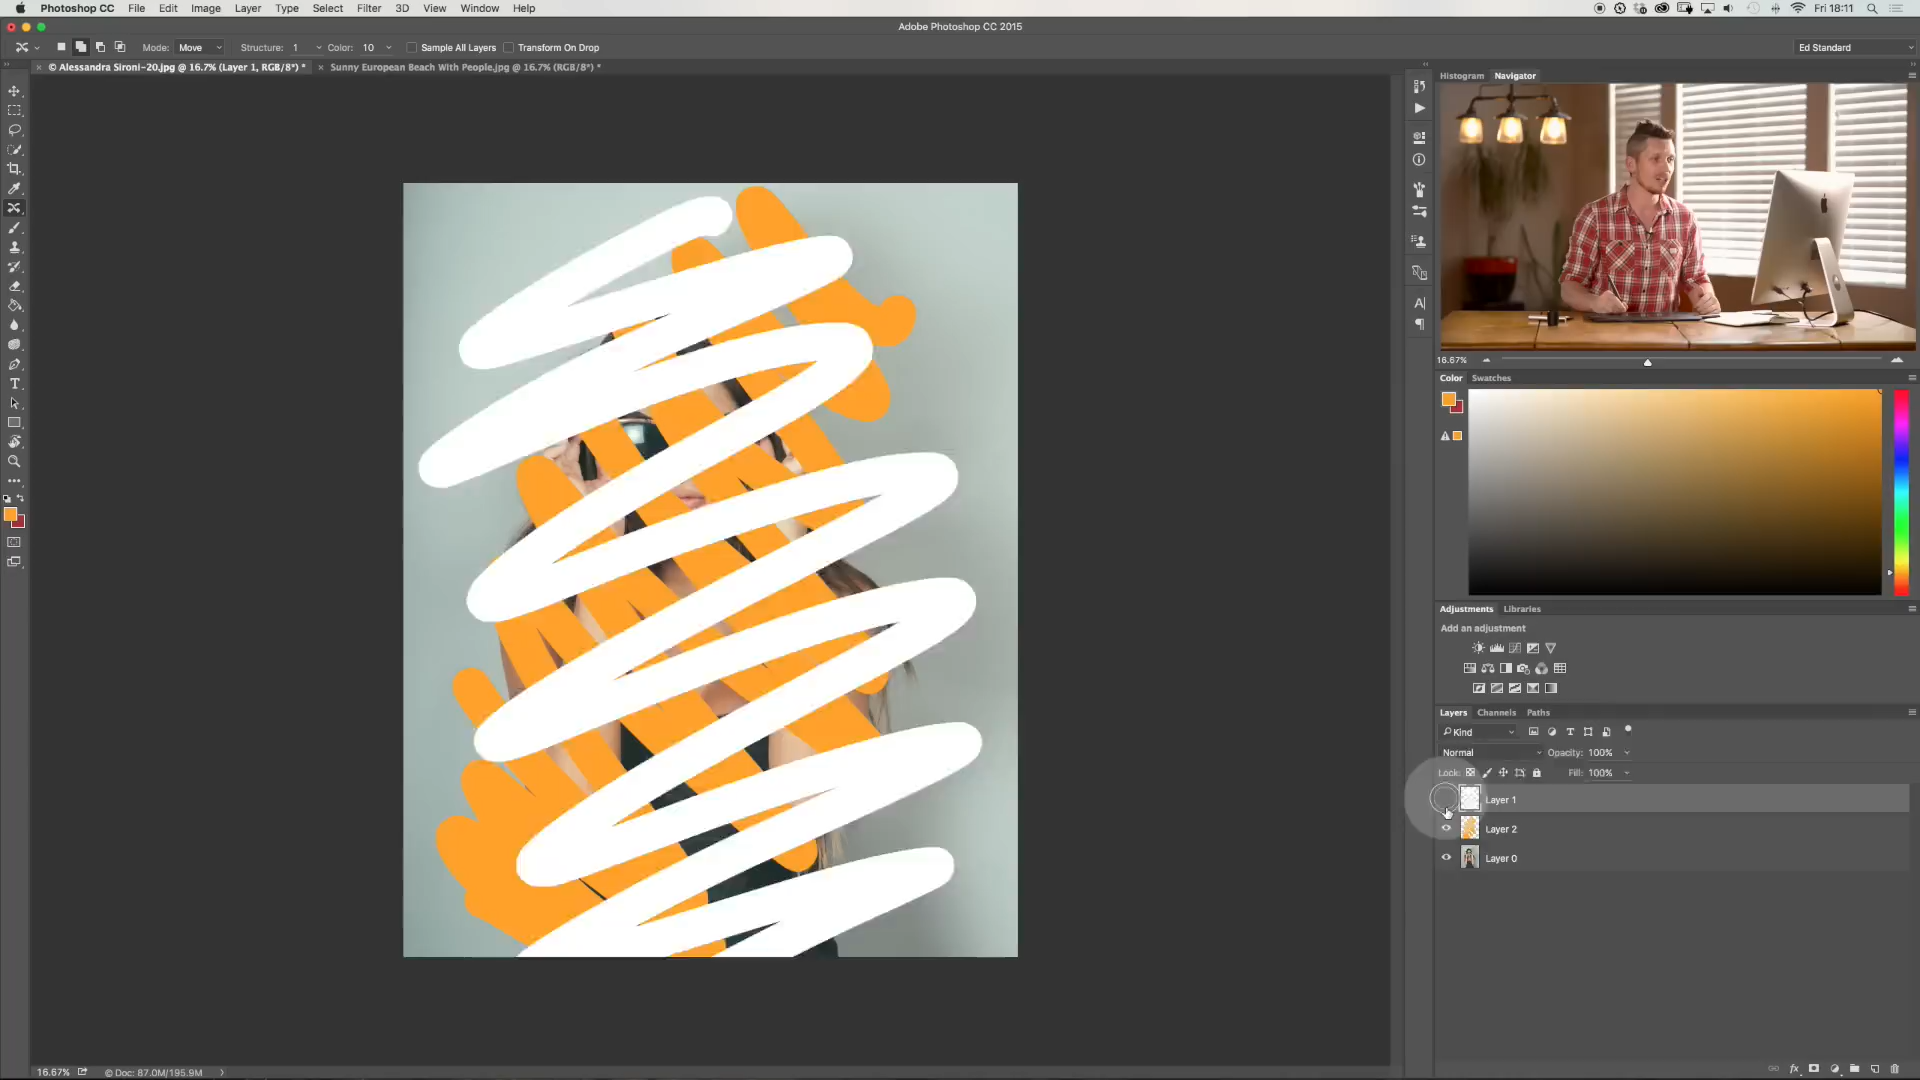 Photoshop CC File Edit Image Layer Type Select Filter 3D View Window Help Fri 18:11
Adobe Photoshop CC 2015
Mode: Move Structure: 1 Color: 10 Sample All Layers Transform On Drop Ed Standard
© Alessandra Sironi-20.jpg @ 16.7% (Layer 1, RGB/8*) * Sunny European Beach With People.jpg @ 16.7% (RGB/8*) *
Histogram Navigator
16.67%
Color Swatches
Adjustments Libraries
Add an adjustment
Layers Channels Paths
Kind
Normal Opacity: 100%
Lock: Fill: 100%
Layer 1
Layer 2
Layer 0
16.67% Doc: 87.0M/195.9M